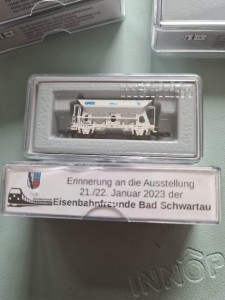 Erinnerung an die Ausstellung
21./22. Januar 2023 der
Eisenbahnfreunde Bad Schwartau